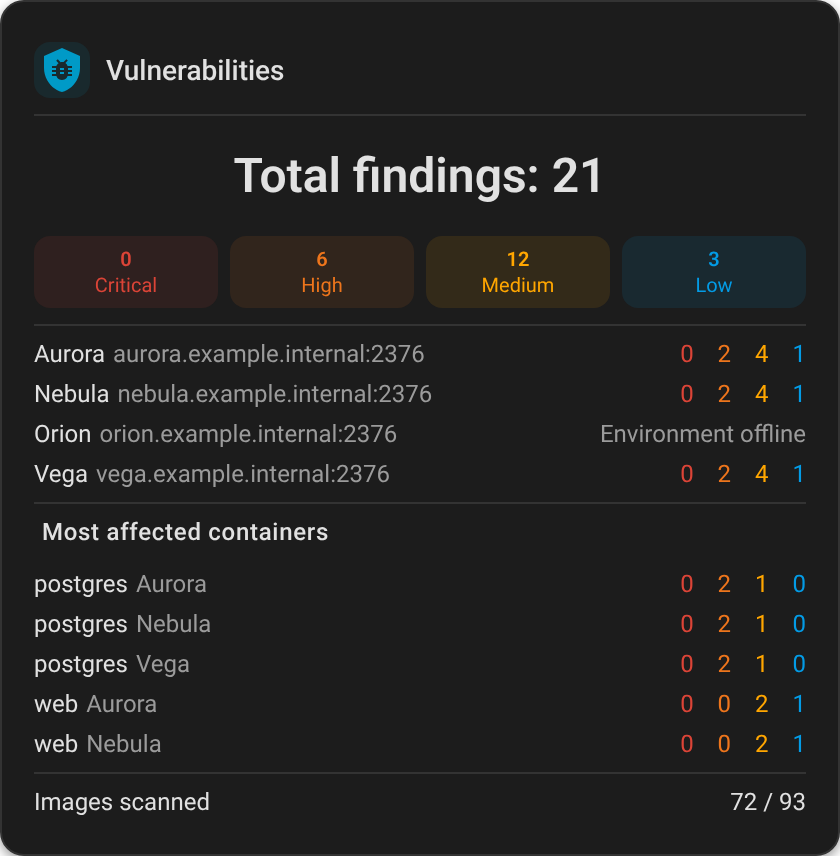 Vulnerabilities
Total findings: 21
0 6 12 3
Critical High Medium Low
Aurora aurora.example.internal:2376 0 2 4 1
Nebula nebula.example.internal:2376 0 2 4 1
Orion orion.example.internal:2376 Environment offline
Vega vega.example.internal:2376 0 2 4 1
Most affected containers
postgres Aurora 0 2 1 0
postgres Nebula 0 2 1 0
postgres Vega 0 2 1 0
web Aurora 0 0 2 1
web Nebula 0 0 2 1
Images scanned 72 / 93